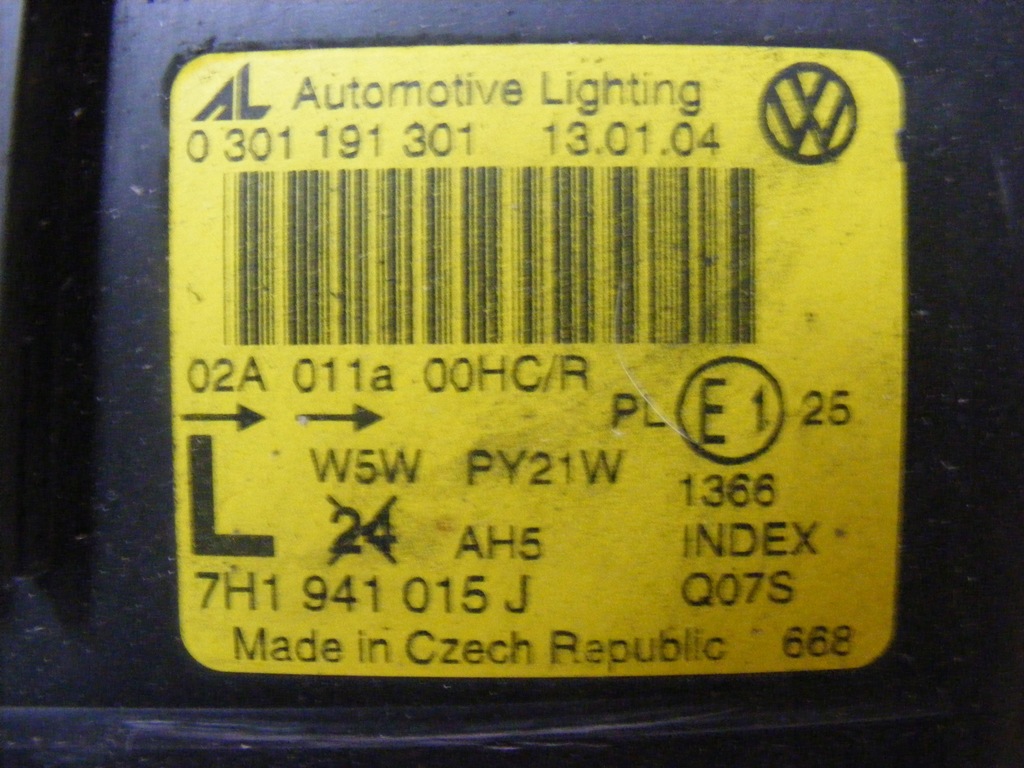 AL Automotive Lighting VW
0 301 191 301 13.01.04
02A 011a 00HC/R
PL E1 25
L W5W PY21W
1366
24 AH5 INDEX
7H1 941 015 J Q07S
Made in Czech Republic 668